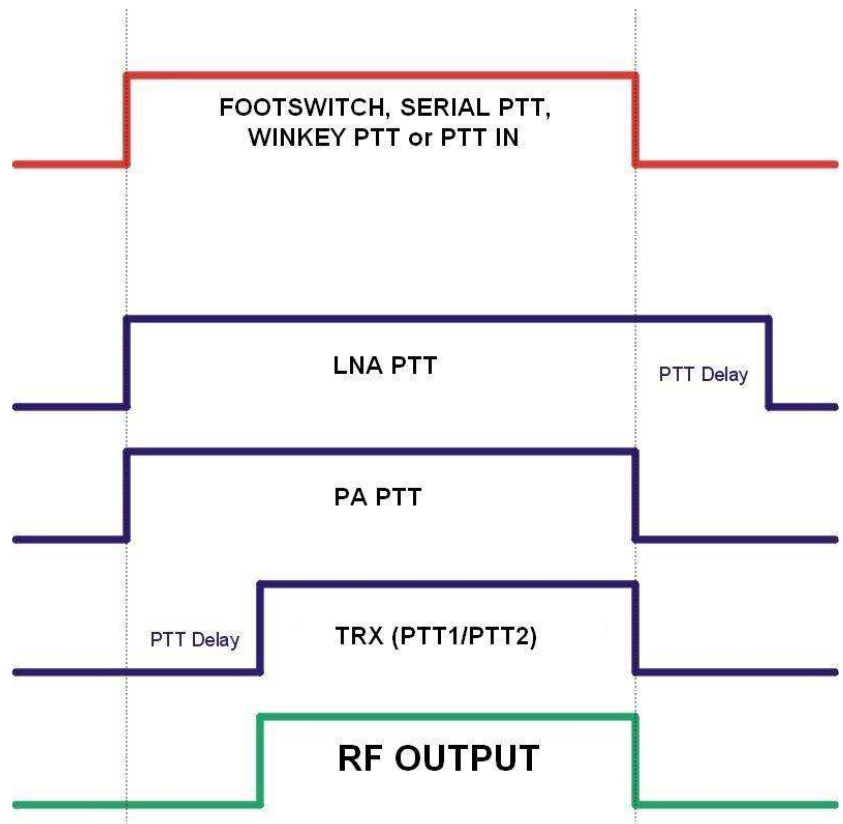 FOOTSWITCH, SERIAL PTT,
WINKEY PTT or PTT IN
LNA PTT
PTT Delay
PA PTT
PTT Delay
TRX (PTT1/PTT2)
RF OUTPUT